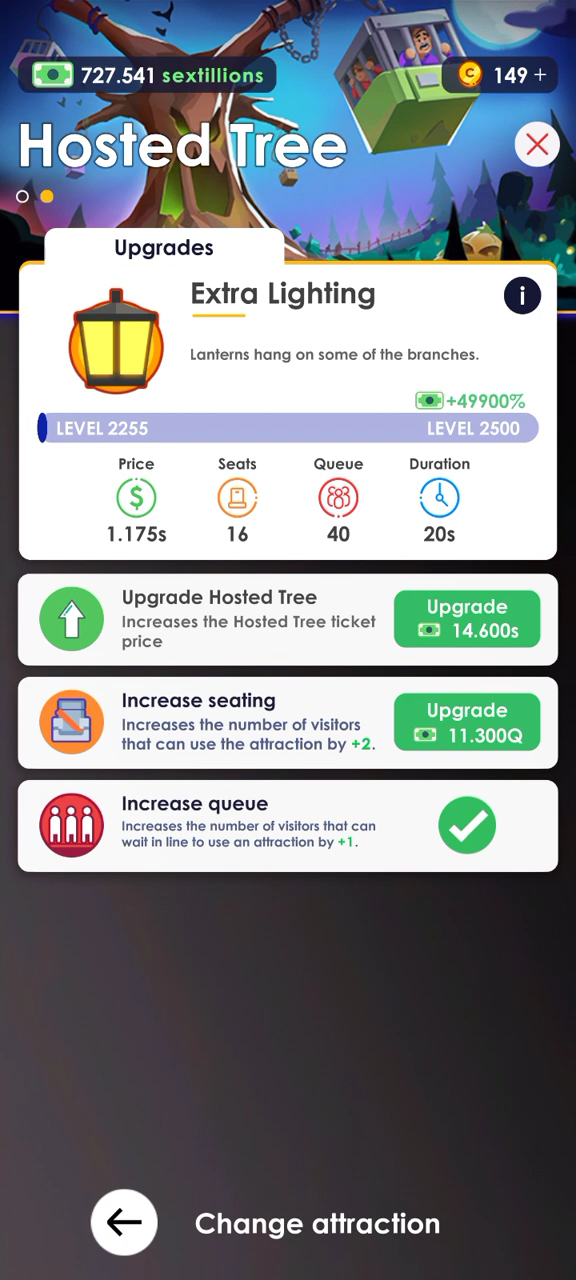 727.541 sextillions
149 +
Hosted Tree
Upgrades
Extra Lighting
i
Lanterns hang on some of the branches.
+49900%
LEVEL 2255
LEVEL 2500
Price
Seats
Queue
Duration
1.175s
16
40
20s
Upgrade Hosted Tree
Increases the Hosted Tree ticket
price
Upgrade
14.600s
Increase seating
Increases the number of visitors
that can use the attraction by +2.
Upgrade
11.300Q
Increase queue
Increases the number of visitors that can
wait in line to use an attraction by +1.
Change attraction